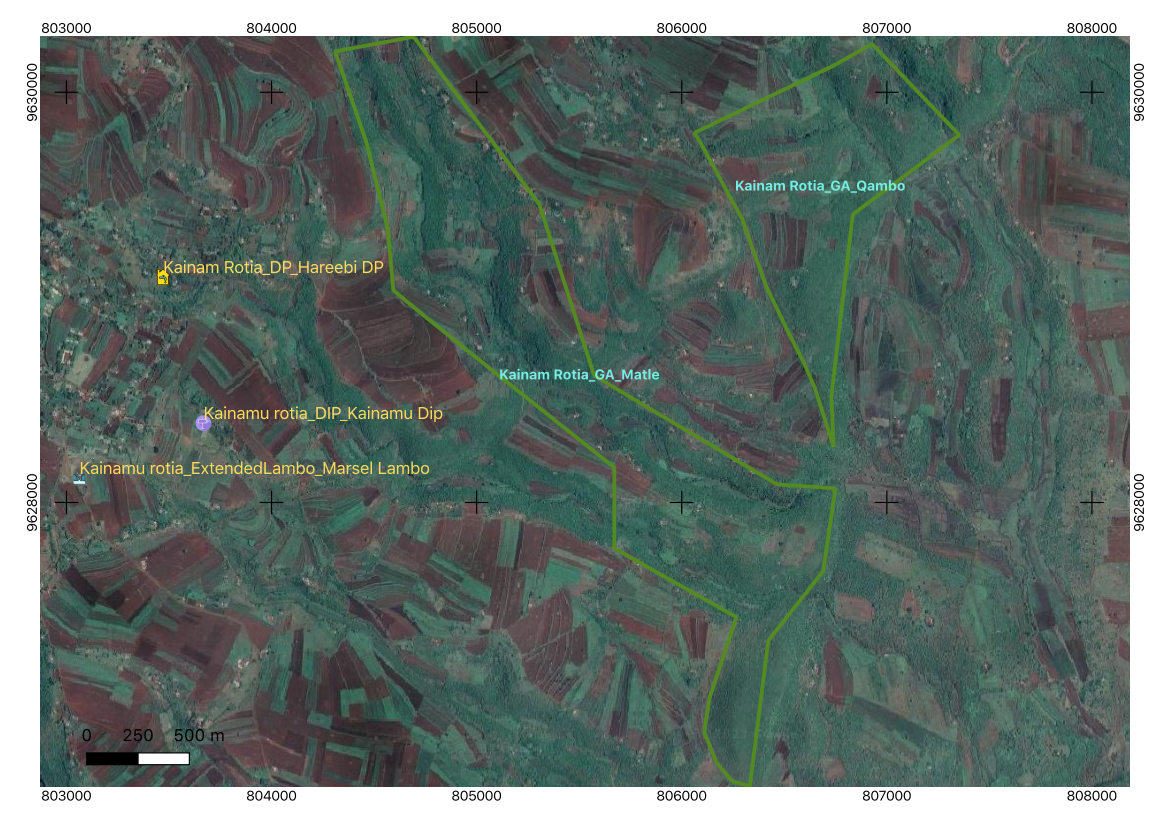 803000 804000 805000 806000 807000 808000
9630000 9630000
Kainam Rotia_GA_Qambo
Kainam Rotia_DP_Hareebi DP
Kainam Rotia_GA_Matle
Kainamu rotia_DIP_Kainamu Dip
Kainamu rotia_ExtendedLambo_Marsel Lambo
9628000 9628000
0 250 500 m
803000 804000 805000 806000 807000 808000